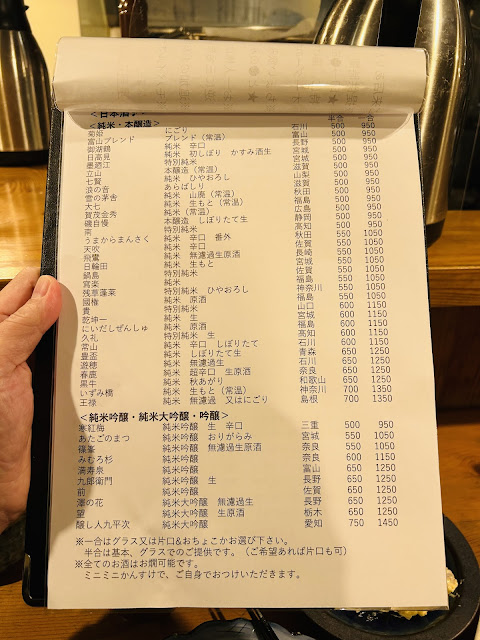 ＜日本酒
半合 一合
＜純米・本醸造＞
菊姫 にごり 石川 500 950
富山ブレンド ブレンド（常温） 富山 500 950
御湖鶴 純米 辛口 長野 500 950
日高見 純米 初しぼり かすみ酒生 宮城 500 950
墨廼江 特別純米 宮城 500 950
立山 本醸造（常温） 500 950
七賢 純米 ひやおろし 山梨 500 950
浪の音 あらばしり 滋賀 500 950
雪の茅舎 純米 山廃（常温） 秋田 500 950
大七 純米 生もと（常温） 福島 500 950
賀茂金秀 純米（常温） 広島 500 950
磯自慢 本醸造 しぼりたて生 静岡 500 950
南 特別純米 高知 500 950
うまからまんさく 純米 辛口 番外 秋田 550 1050
天吹 純米 辛口 佐賀 550 1050
飛鸞 純米 無濾過生原酒 長崎 550 1050
日輪田 純米 生もと 宮城 550 1050
鍋島 特別純米 佐賀 550 1050
写楽 純米 福島 550 1050
残草蓬莱 特別純米 ひやおろし 神奈川 550 1050
國権 純米 原酒 福島 550 1050
貴 特別純米 山口 600 1150
乾坤一 純米 生 宮城 600 1150
にいだしぜんしゅ 純米 原酒 福島 600 1150
久礼 特別純米 生 高知 600 1150
常山 純米 辛口 しぼりたて 石川 600 1150
豊盃 純米 しぼりたて生 青森 650 1250
遊穂 純米 無濾過 石川 650 1250
春鹿 純米 超辛口 生原酒 奈良 650 1250
黒牛 純米 秋あがり 和歌山 650 1250
いずみ橋 純米 生もと（常温） 神奈川 700 1350
王禄 純米 無濾過 又はにごり 島根 700 1350
＜純米吟醸・純米大吟醸・吟醸＞
寒紅梅 純米吟醸 生 辛口 三重 500 950
あたごのまつ 純米吟醸 おりがらみ 宮城 550 1050
篠峯 純米吟醸 無濾過生原酒 奈良 550 1050
みむろ杉 純米吟醸 奈良 600 1150
満寿泉 純米吟醸 富山 650 1250
九郎衛門 純米吟醸 生 長野 650 1250
前 純米吟醸 佐賀 650 1250
澤の花 純米大吟醸 無濾過生 長野 650 1250
望 純米大吟醸 生原酒 栃木 650 1250
醸し人九平次 純米大吟醸 愛知 750 1450
※一合はグラス又は片口＆おちょこかお選び下さい。
半合は基本、グラスでのご提供です。（ご希望あれば片口も可）
※全てのお酒はお燗可能です。
ミニミニかんすけで、ご自身でおつけいただきます。